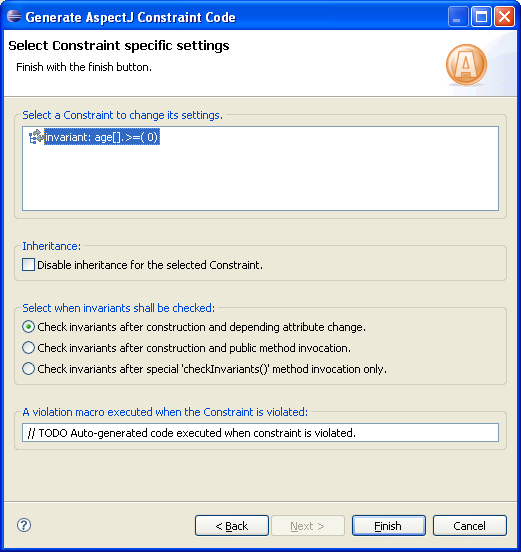 Generate AspectJ Constraint Code
Select Constraint specific settings
Finish with the finish button.
A
Select a Constraint to change its settings.
invariant: age[].>=( 0)
Inheritance:
Disable inheritance for the selected Constraint.
Select when invariants shall be checked:
Check invariants after construction and depending attribute change.
Check invariants after construction and public method invocation.
Check invariants after special 'checkInvariants()' method invocation only.
A violation macro executed when the Constraint is violated:
// TODO Auto-generated code executed when constraint is violated.
? < Back Next > Finish Cancel